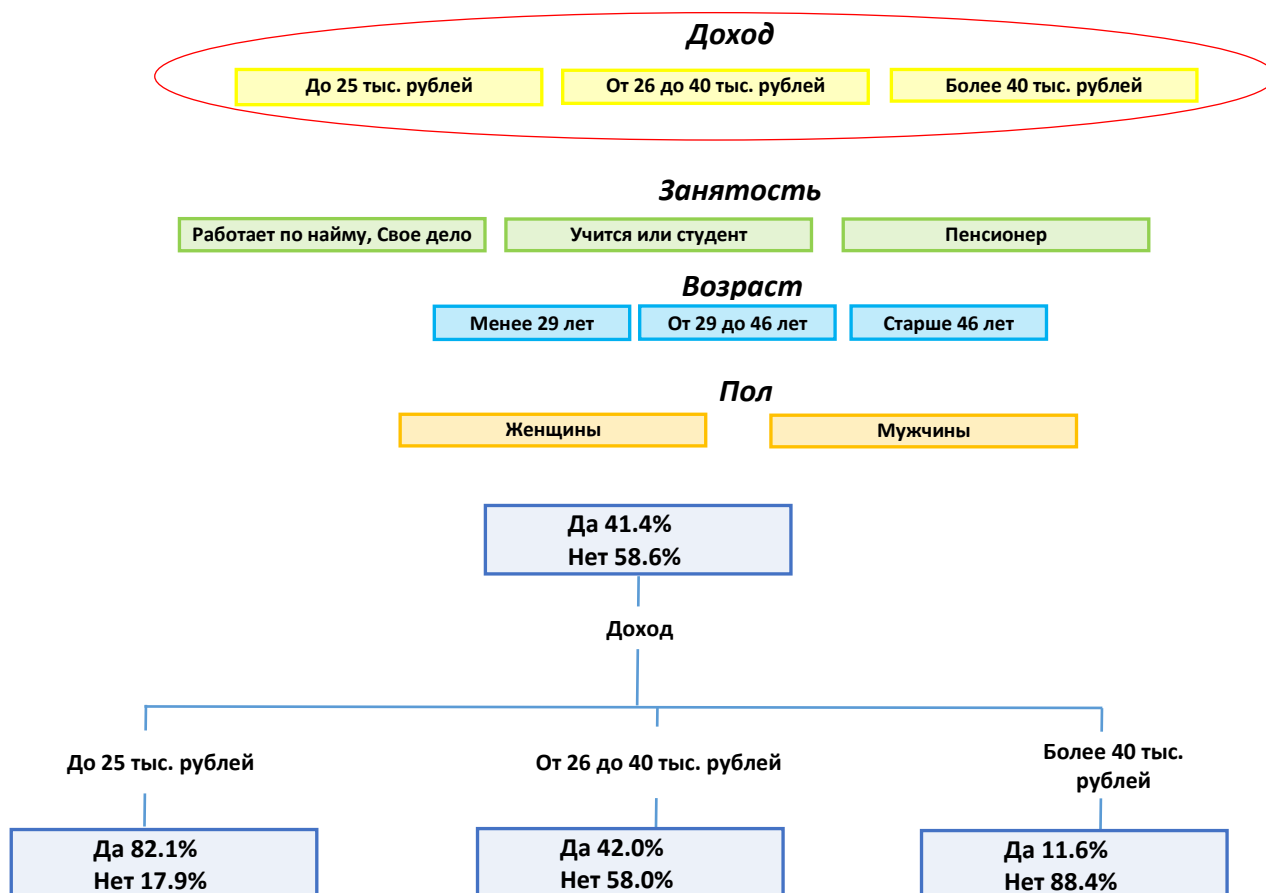 Доход
До 25 тыс. рублей
От 26 до 40 тыс. рублей
Более 40 тыс. рублей
Занятость
Работает по найму, Свое дело
Учится или студент
Пенсионер
Возраст
Менее 29 лет
От 29 до 46 лет
Старше 46 лет
Пол
Женщины
Мужчины
Да 41.4%
Нет 58.6%
Доход
До 25 тыс. рублей
От 26 до 40 тыс. рублей
Более 40 тыс.
рублей
Да 82.1%
Нет 17.9%
Да 42.0%
Нет 58.0%
Да 11.6%
Нет 88.4%